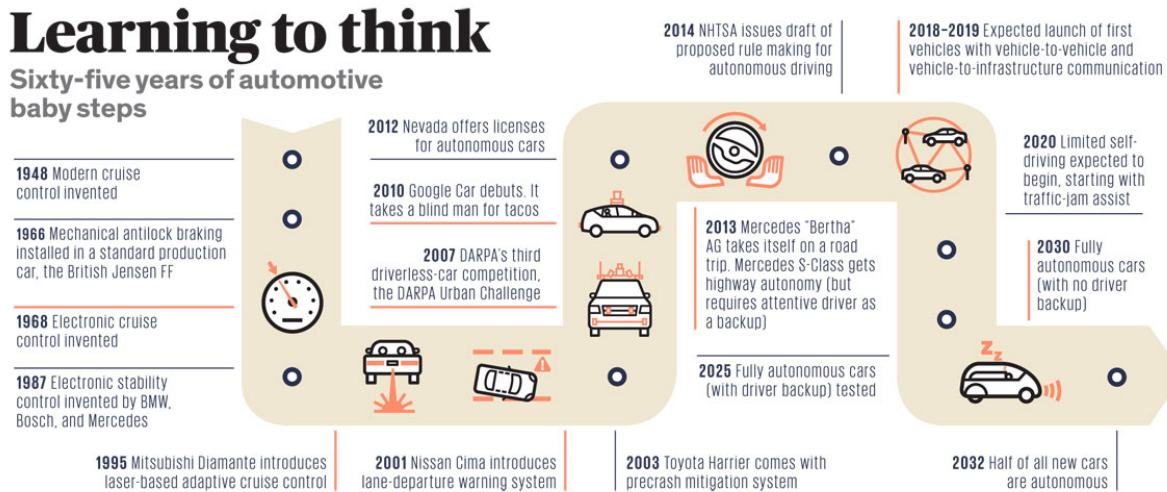 Learning to think
Sixty-five years of automotive
baby steps
1948 Modern cruise
control invented
1966 Mechanical antilock braking
installed in a standard production
car, the British Jensen FF
1968 Electronic cruise
control invented
1987 Electronic stability
control invented by BMW,
Bosch, and Mercedes
1995 Mitsubishi Diamante introduces
laser-based adaptive cruise control
2001 Nissan Cima introduces
lane-departure warning system
2003 Toyota Harrier comes with
precrash mitigation system
2007 DARPA's third
driverless-car competition,
the DARPA Urban Challenge
2010 Google Car debuts. It
takes a blind man for tacos
2012 Nevada offers licenses
for autonomous cars
2013 Mercedes "Bertha"
AG takes itself on a road
trip. Mercedes S-Class gets
highway autonomy (but
requires attentive driver as
a backup)
2014 NHTSA issues draft of
proposed rule making for
autonomous driving
2018–2019 Expected launch of first
vehicles with vehicle-to-vehicle and
vehicle-to-infrastructure communication
2020 Limited self-
driving expected to
begin, starting with
traffic-jam assist
2025 Fully autonomous cars
(with driver backup) tested
2030 Fully
autonomous cars
(with no driver
backup)
zzz
2032 Half of all new cars
are autonomous